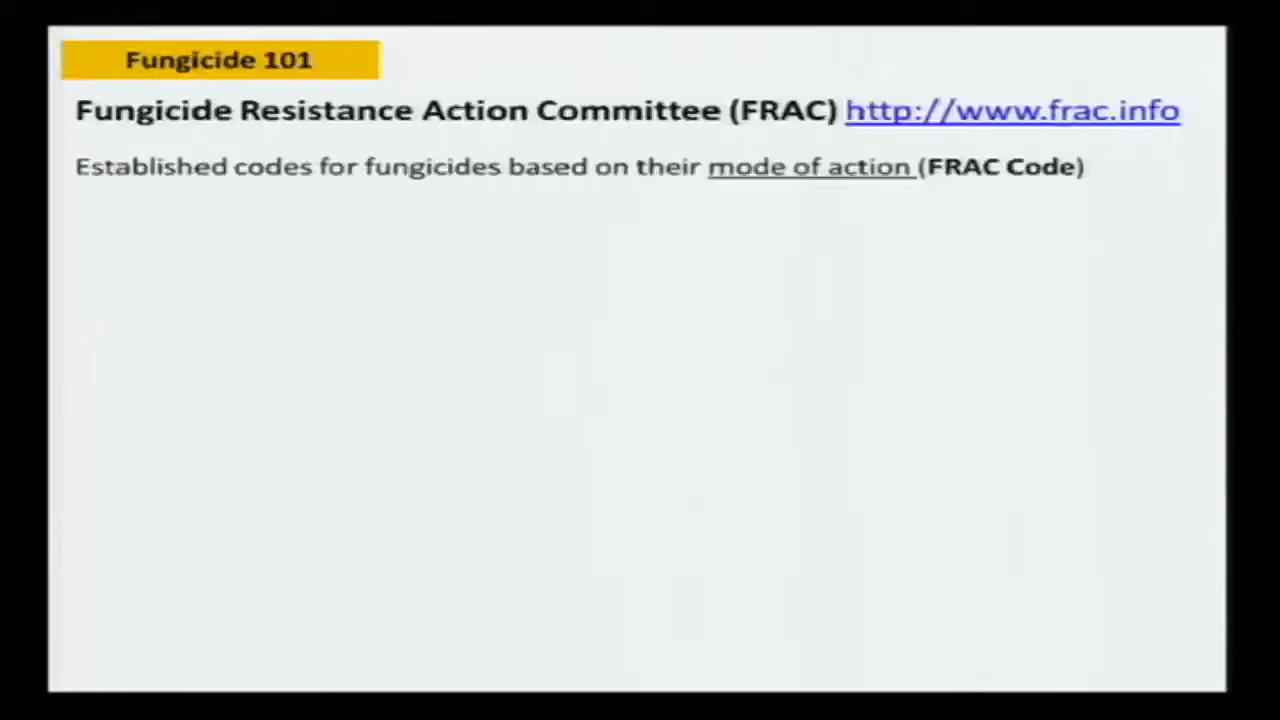 Fungicide 101
Fungicide Resistance Action Committee (FRAC) http://www.frac.info
Established codes for fungicides based on their mode of action (FRAC Code)